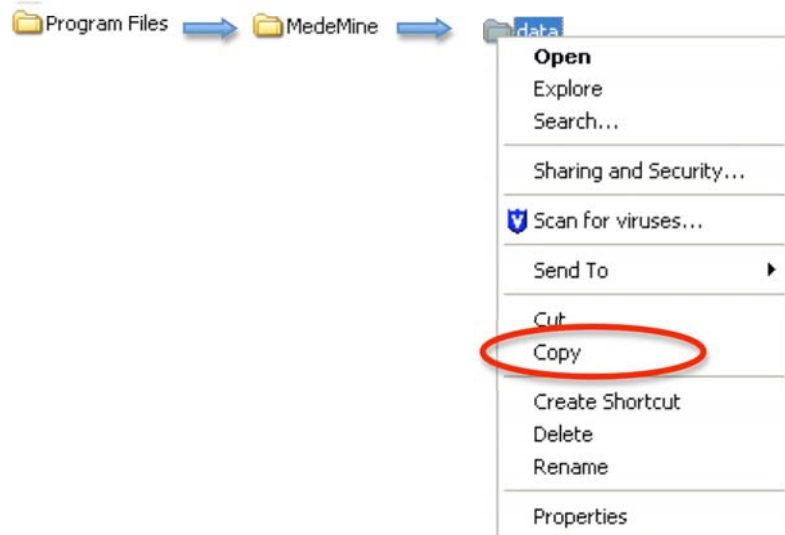 Program Files
MedeMine
data
Open
Explore
Search...
Sharing and Security...
Scan for viruses...
Send To
Cut
Copy
Create Shortcut
Delete
Rename
Properties